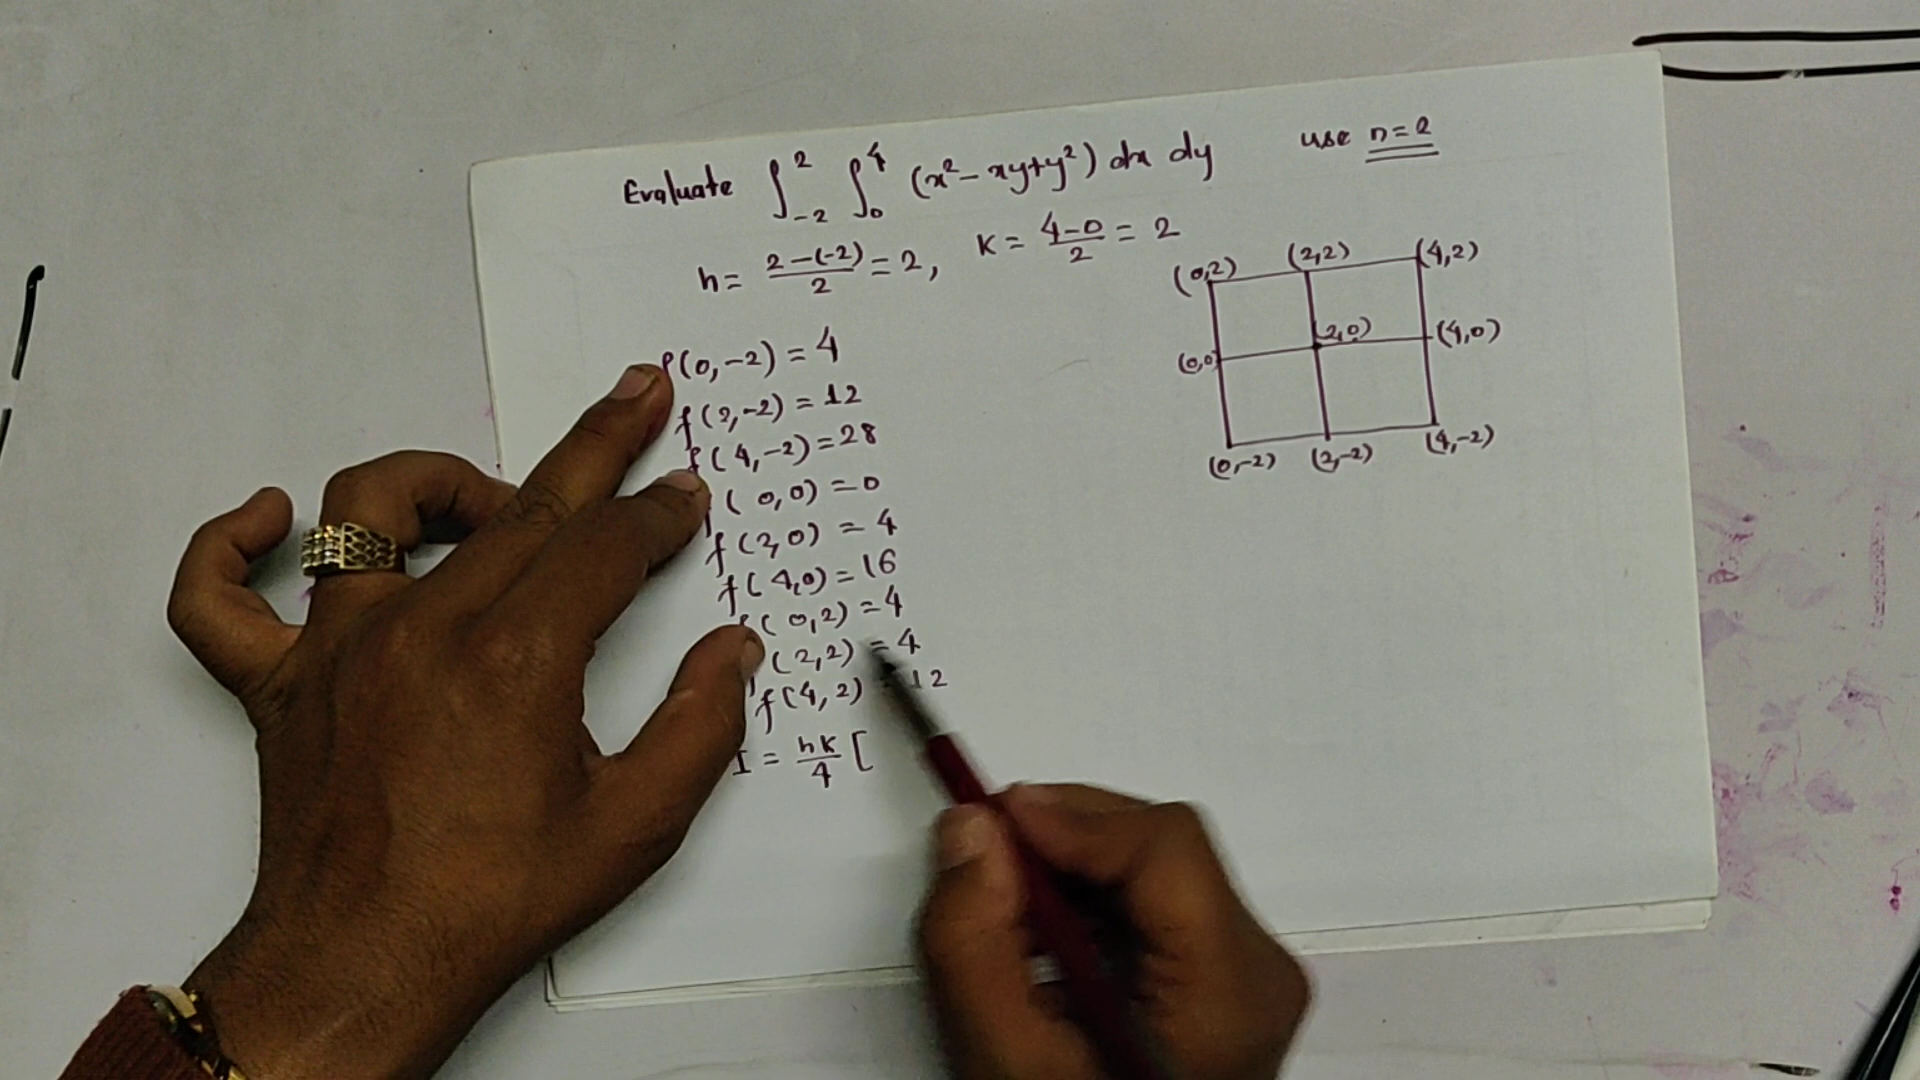 Evaluate ∫₋₂² ∫₀⁴ (x² - xy + y²) dx dy use n = 2
h = 2-(-2)/2 = 2, K = 4-0/2 = 2
(0,2) (2,2) (4,2)
(0,0) (2,0) (4,0)
(0,-2) (2,-2) (4,-2)
f(0,-2) = 4
f(2,-2) = 12
f(4,-2) = 28
f(0,0) = 0
f(2,0) = 4
f(4,0) = 16
f(0,2) = 4
(2,2) = 4
f(4,2) = 12
I = hk/4 [